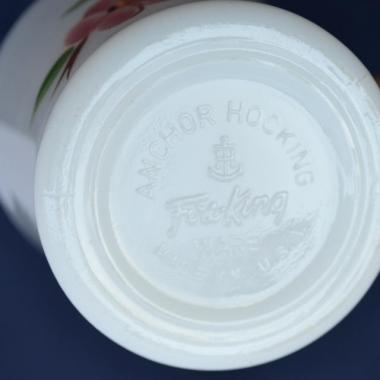 ANCHOR HOCKING
Fire-King
WARE
MADE IN U.S.A.